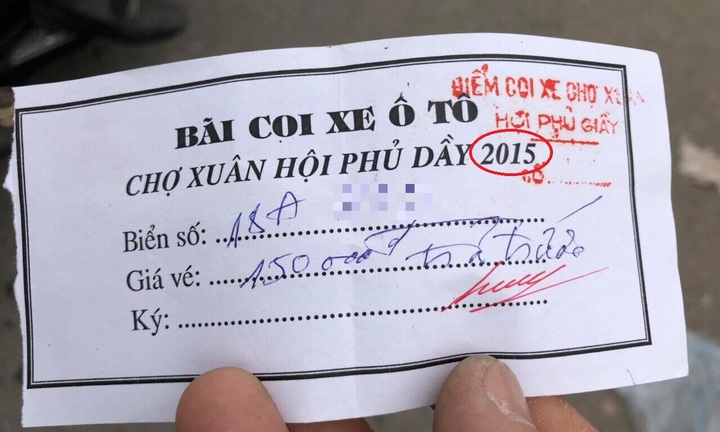 BÃI COI XE Ô TÔ
ĐIỂM COI XE CHỢ XUÂN
HỘI PHỦ GIẦY
CHỢ XUÂN HỘI PHỦ DẦY 2015
SỐ..........
Biển số: 18A
Giá vé: 150 000đ trả trước
Ký: